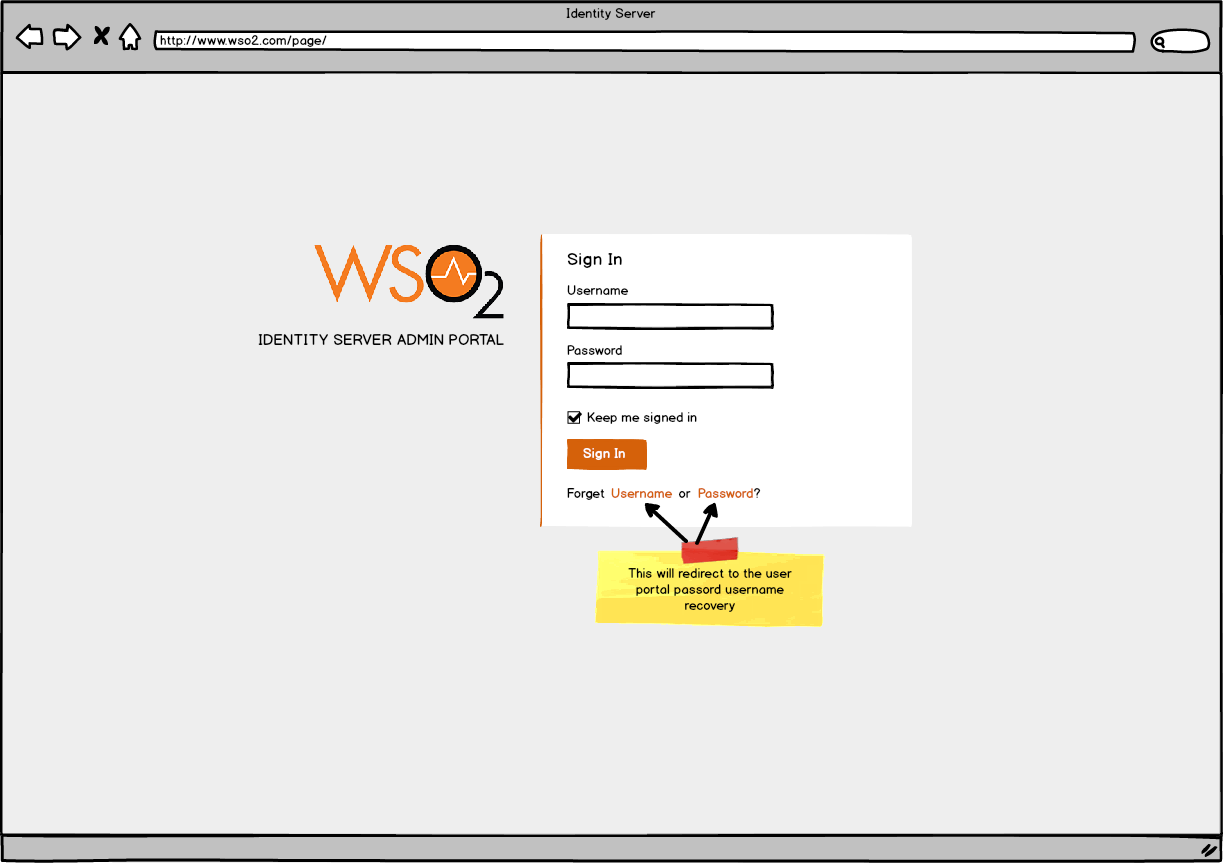 Identity Server
http://www.wso2.com/page/
WSO2
IDENTITY SERVER ADMIN PORTAL
Sign In
Username
Password
Keep me signed in
Sign In
Forget Username or Password?
This will redirect to the user
portal passord username
recovery